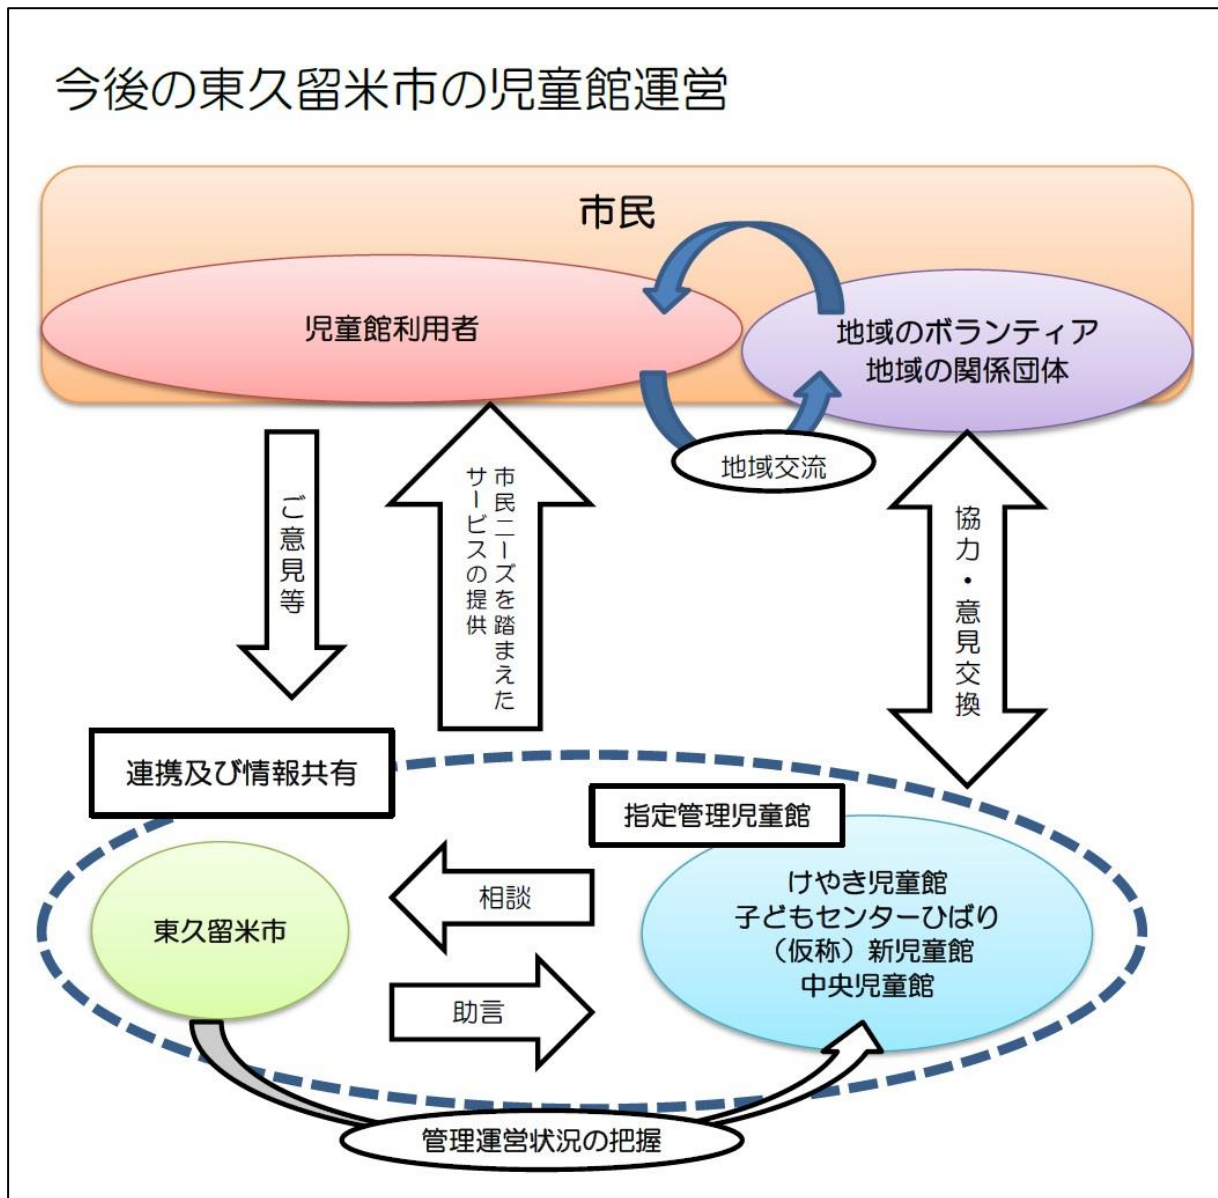 今後の東久留米市の児童館運営
市民
児童館利用者
地域のボランティア
地域の関係団体
地域交流
ご意見等
市民ニーズを踏まえた
サービスの提供
協力・意見交換
連携及び情報共有
指定管理児童館
東久留米市
相談
助言
けやき児童館
子どもセンターひばり
（仮称）新児童館
中央児童館
管理運営状況の把握